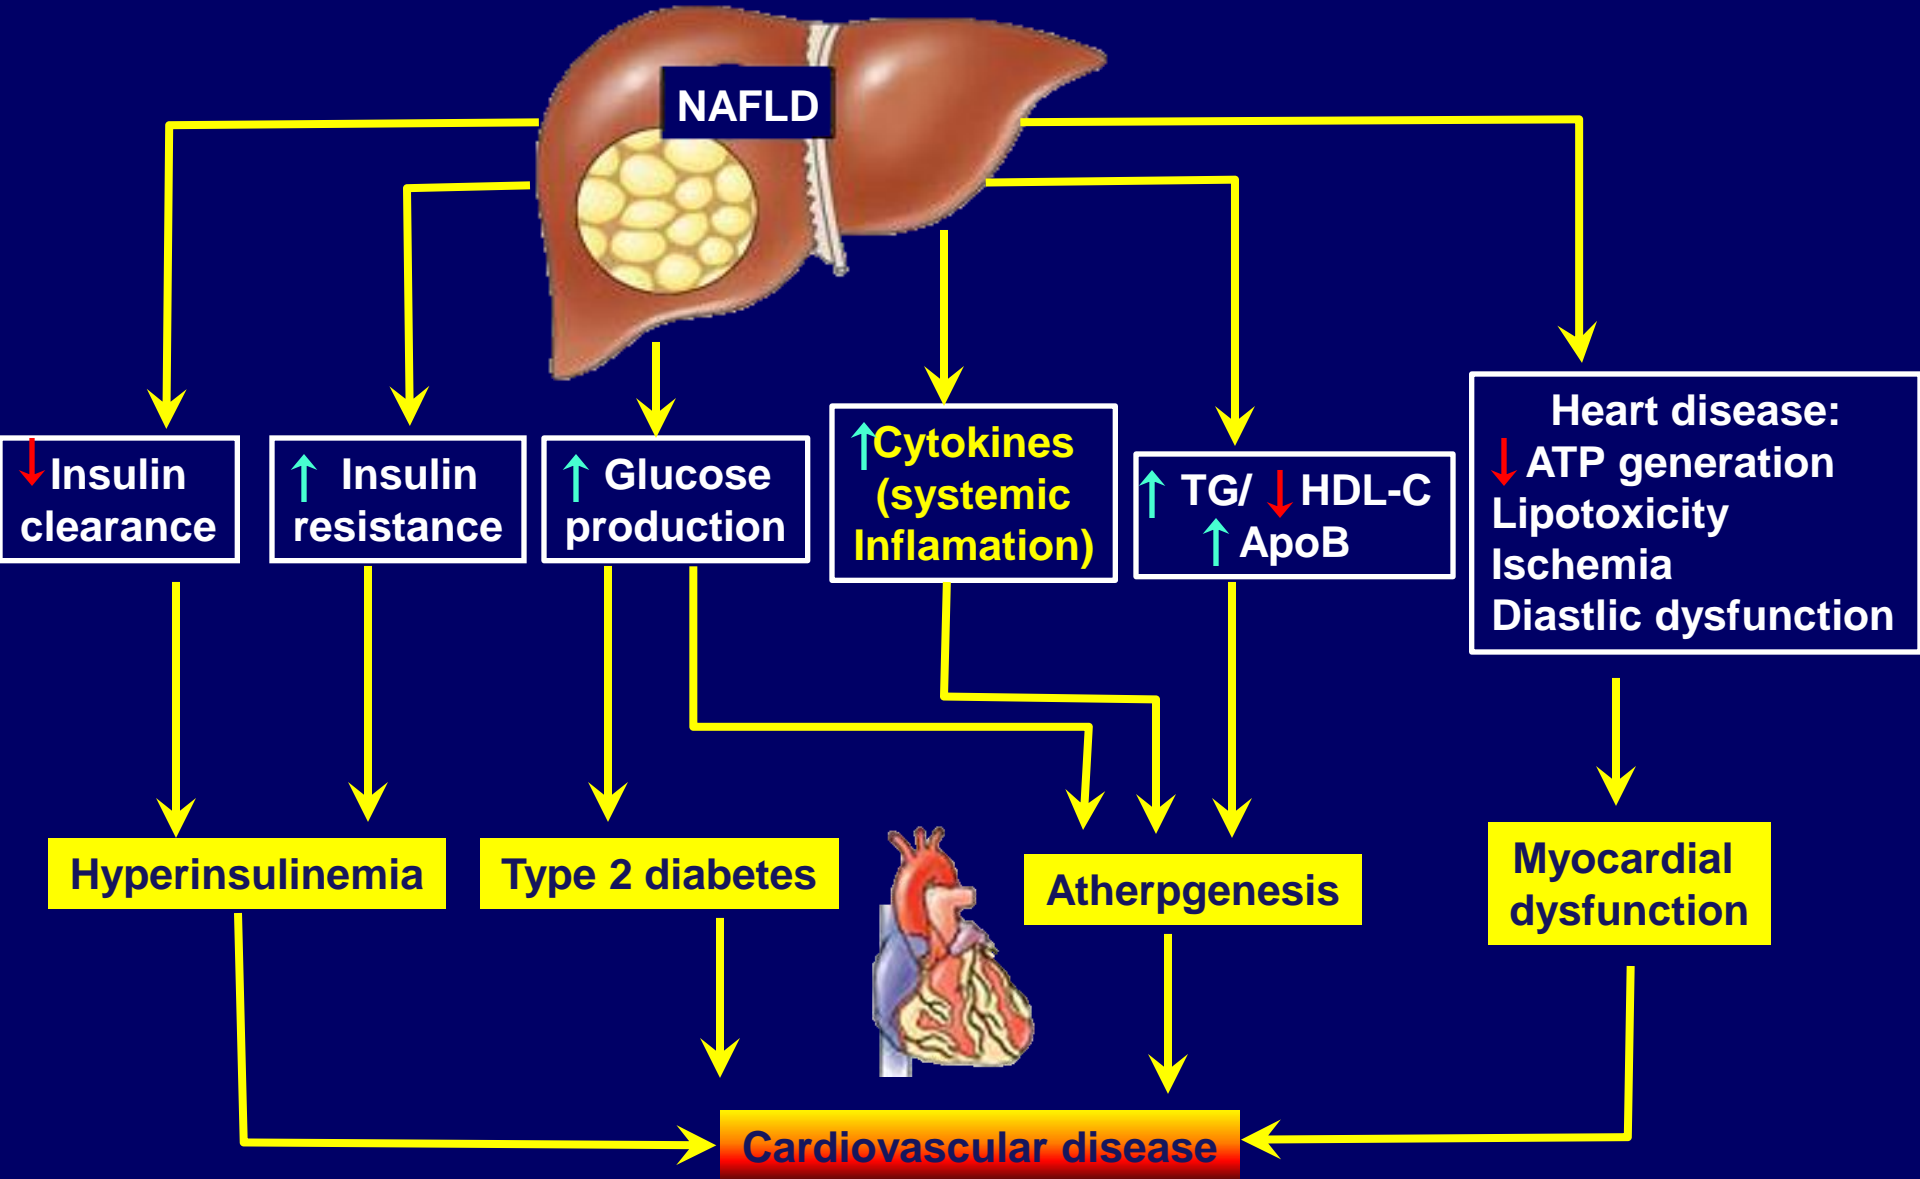 NAFLD
↓Insulin
clearance
↑ Insulin
resistance
↑ Glucose
production
↑Cytokines
(systemic
Inflamation)
↑ TG/ ↓ HDL-C
↑ ApoB
Heart disease:
↓ ATP generation
Lipotoxicity
Ischemia
Diastlic dysfunction
Hyperinsulinemia
Type 2 diabetes
Atherpgenesis
Myocardial
dysfunction
Cardiovascular disease